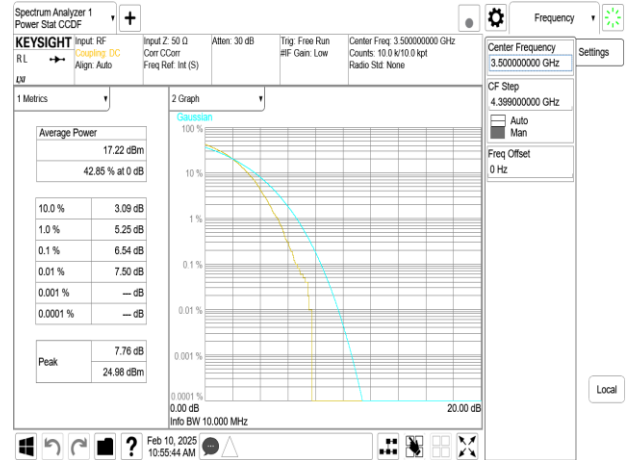 Spectrum Analyzer 1
Power Stat CCDF
Frequency
KEYSIGHT
RL
LXI
Input: RF
Coupling: DC
Align: Auto
Input Z: 50 Ω
Corr CCorr
Freq Ref: Int (S)
Atten: 30 dB
Trig: Free Run
#IF Gain: Low
Center Freq: 3.500000000 GHz
Counts: 10.0 k/10.0 kpt
Radio Std: None
1 Metrics
Average Power
17.22 dBm
42.85 % at 0 dB
10.0 % 3.09 dB
1.0 % 5.25 dB
0.1 % 6.54 dB
0.01 % 7.50 dB
0.001 % --- dB
0.0001 % --- dB
Peak
7.76 dB
24.98 dBm
2 Graph
Gaussian
100 %
10 %
1 %
0.1 %
0.01 %
0.001 %
0.0001 %
0.00 dB
20.00 dB
Info BW 10.000 MHz
Center Frequency
3.500000000 GHz
CF Step
4.399000000 GHz
Auto
Man
Freq Offset
0 Hz
Settings
Local
?
Feb 10, 2025
10:55:44 AM